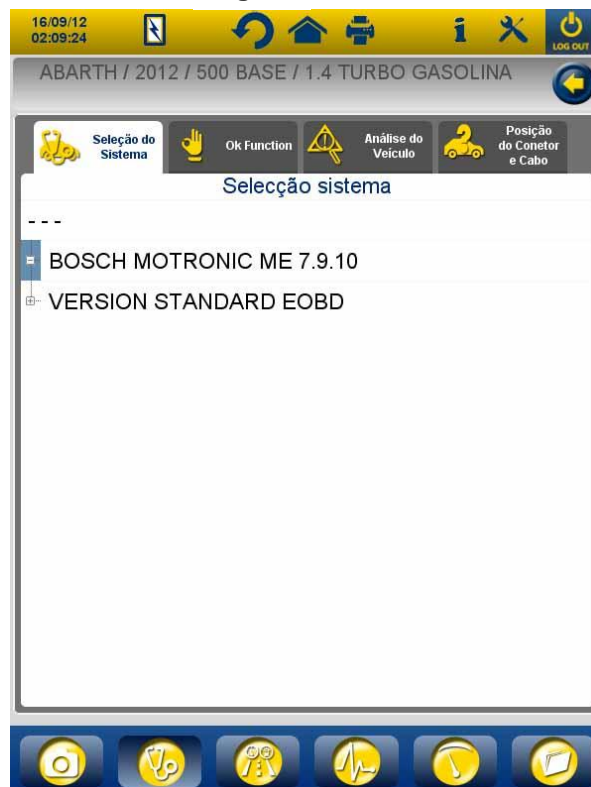 16/09/12
02:09:24
LOG OUT
ABARTH / 2012 / 500 BASE / 1.4 TURBO GASOLINA
Seleção do
Sistema
Ok Function
Análise do
Veículo
Posição
do Conetor
e Cabo
Selecção sistema
- - -
BOSCH MOTRONIC ME 7.9.10
VERSION STANDARD EOBD